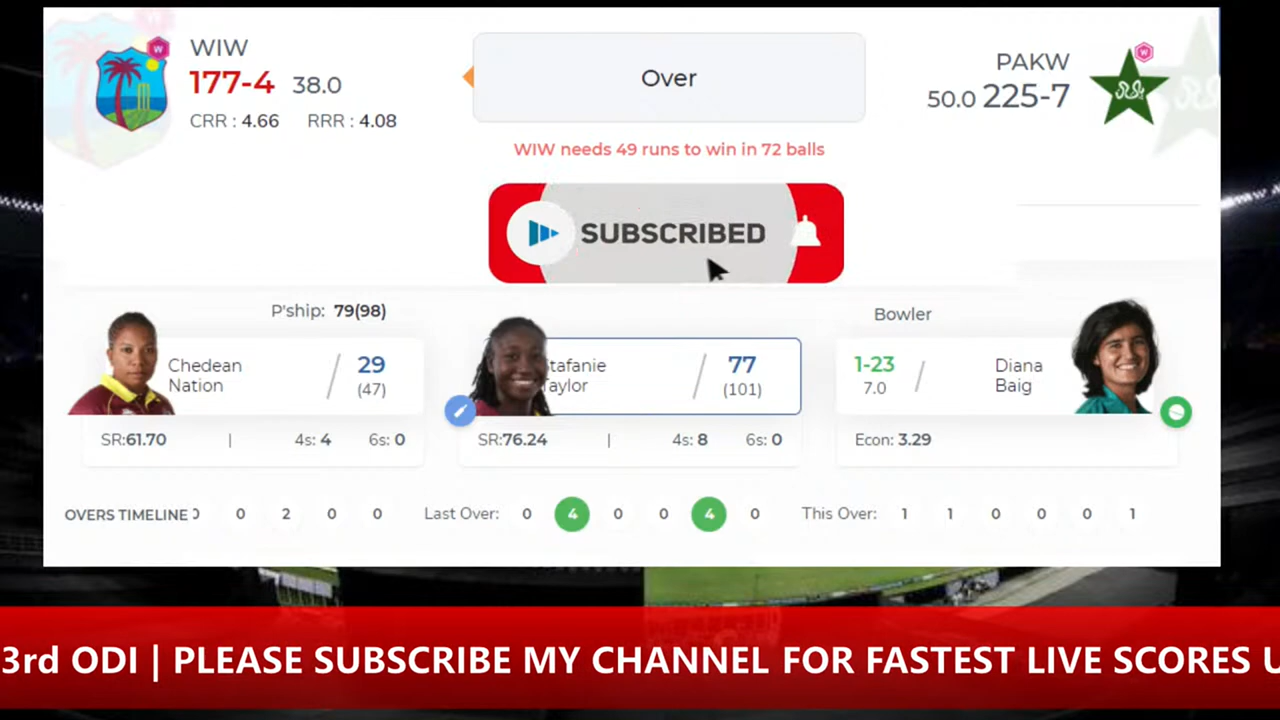 WIW
177-4 38.0
CRR : 4.66 RRR : 4.08
Over
PAKW
50.0 225-7
WIW needs 49 runs to win in 72 balls
SUBSCRIBED
P'ship: 79(98)
Chedean
Nation
/ 29
(47)
SR:61.70 | 4s: 4 6s: 0
tafanie
Taylor
/ 77
(101)
SR:76.24 | 4s: 8 6s: 0
Bowler
1-23
7.0 /
Diana
Baig
Econ: 3.29
OVERS TIMELINE 0 0 2 0 0 Last Over: 0 4 0 0 4 0 This Over: 1 1 0 0 0 1
3rd ODI | PLEASE SUBSCRIBE MY CHANNEL FOR FASTEST LIVE SCORES U